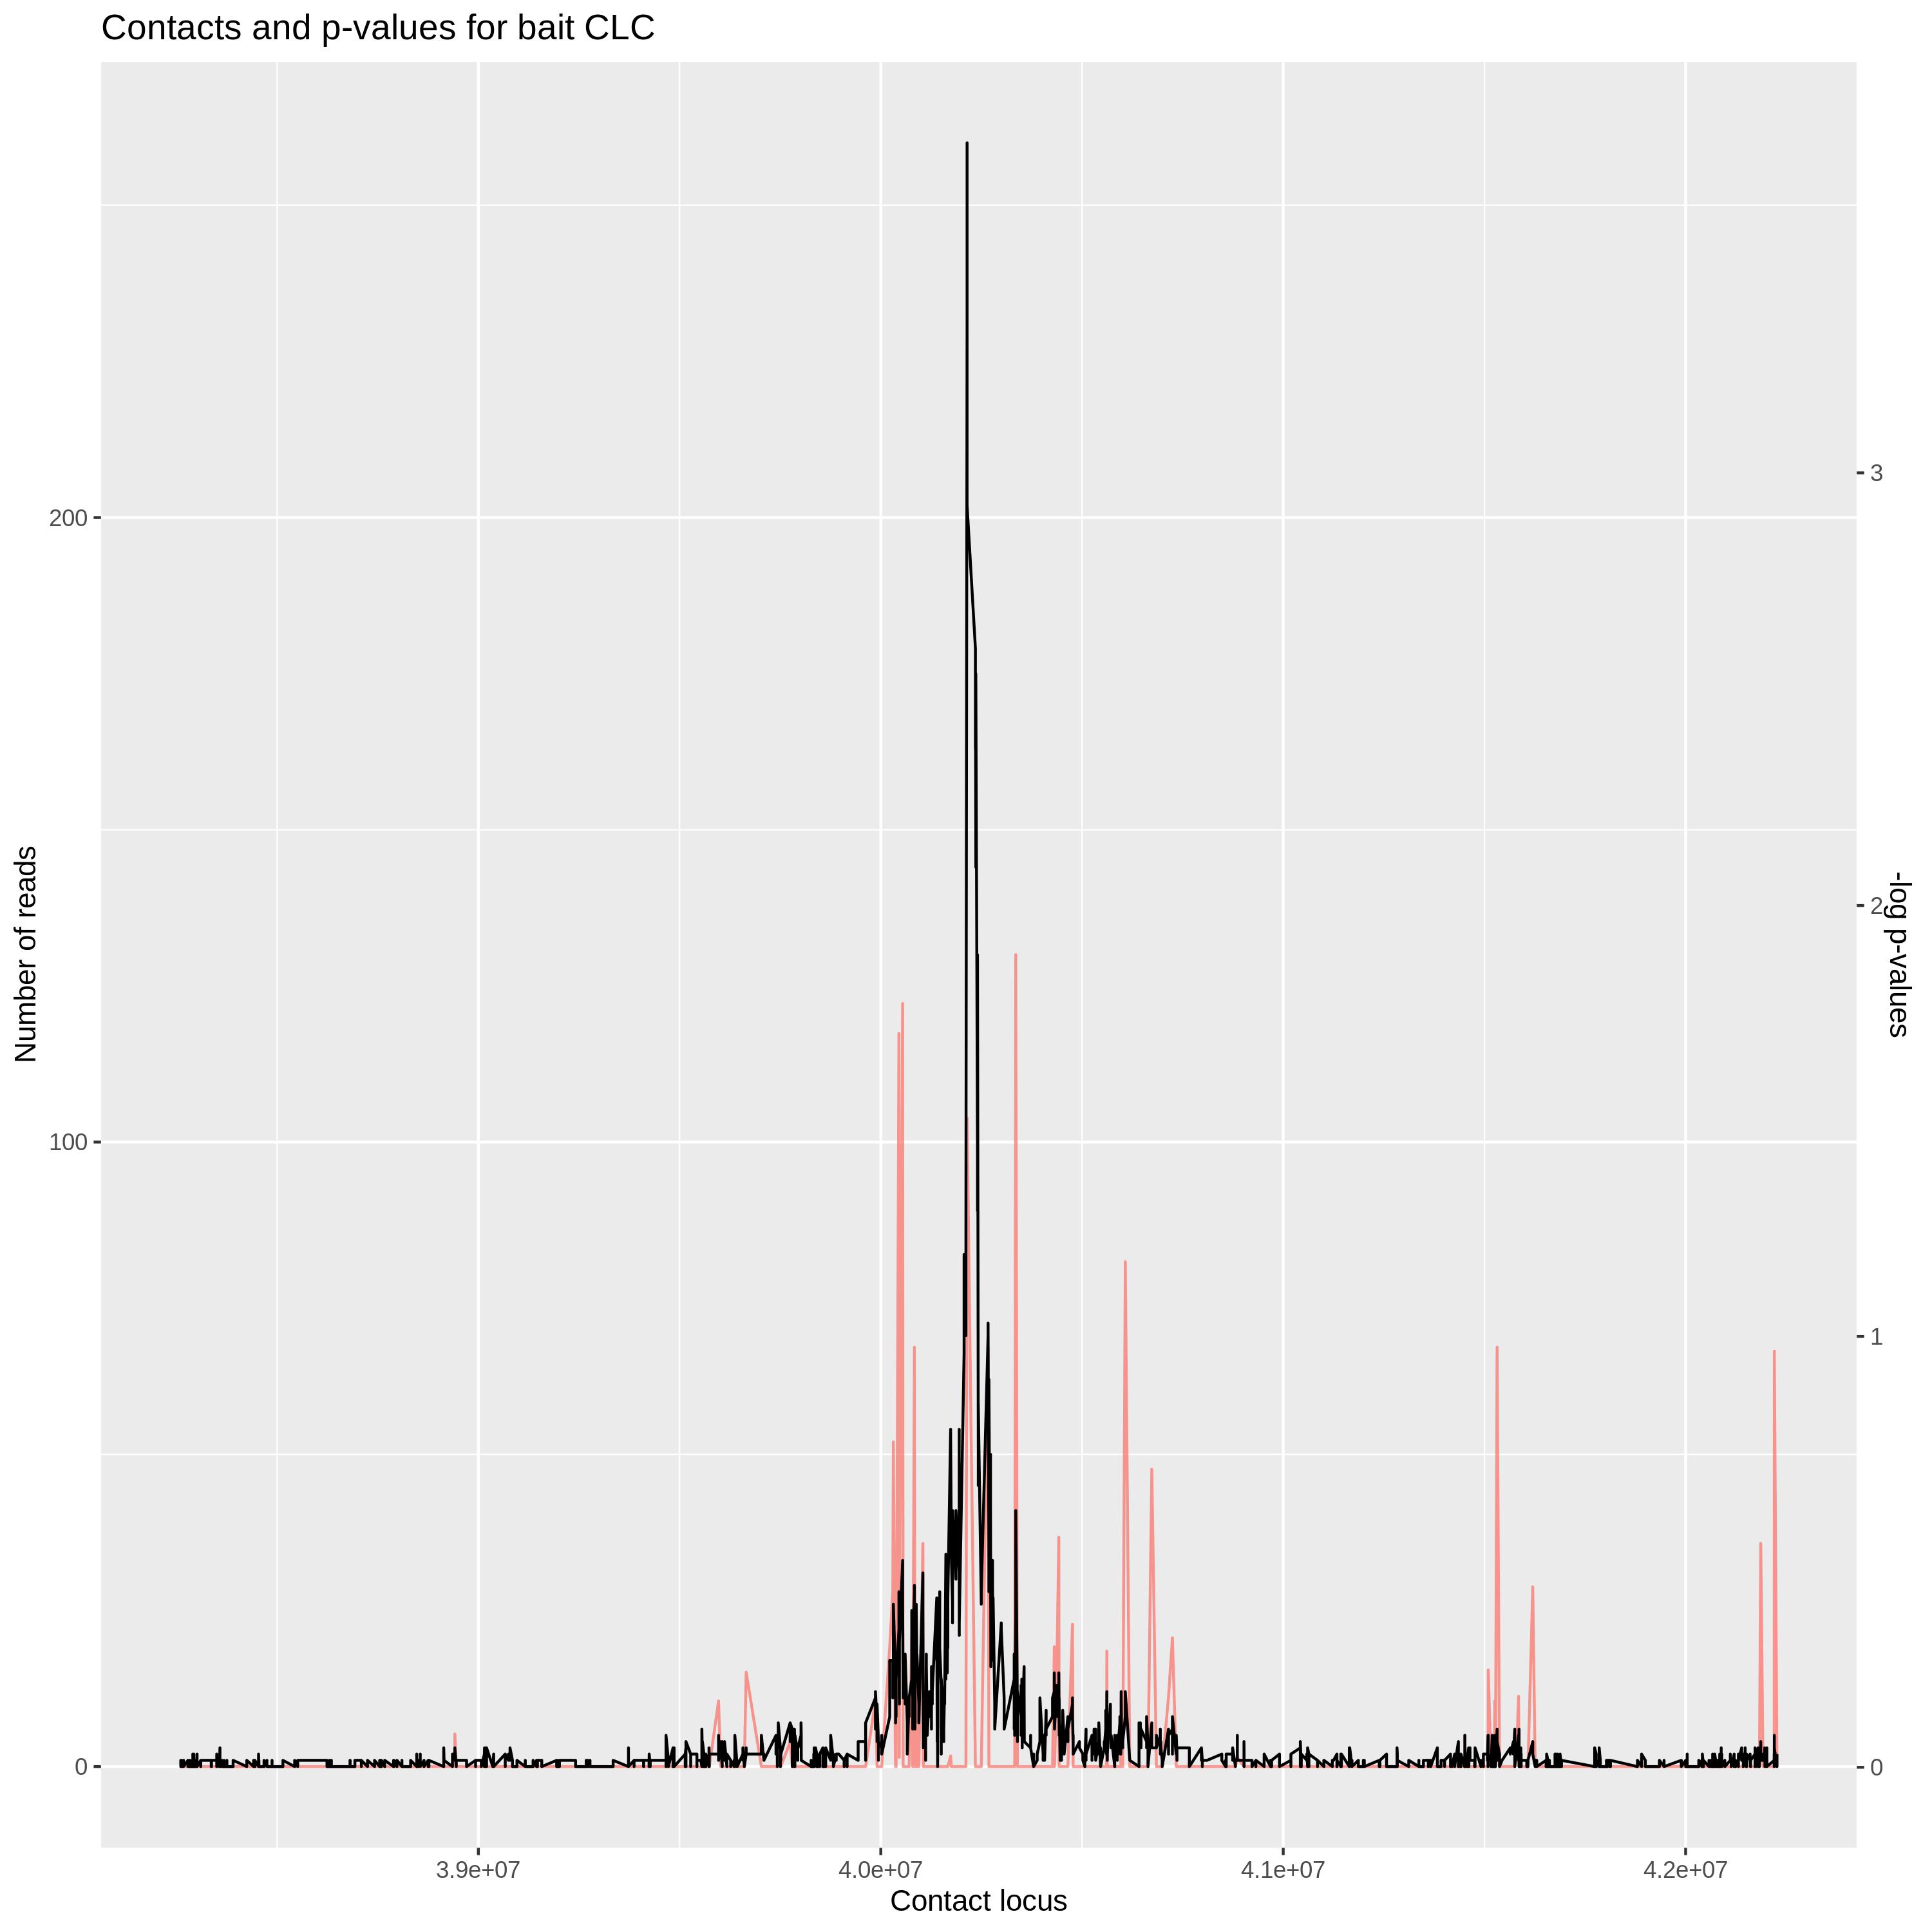 Contacts and p-values for bait CLC
Number of reads
200
100
0
3
2
1
0
-log p-values
3.9e+07
4.0e+07
4.1e+07
4.2e+07
Contact locus